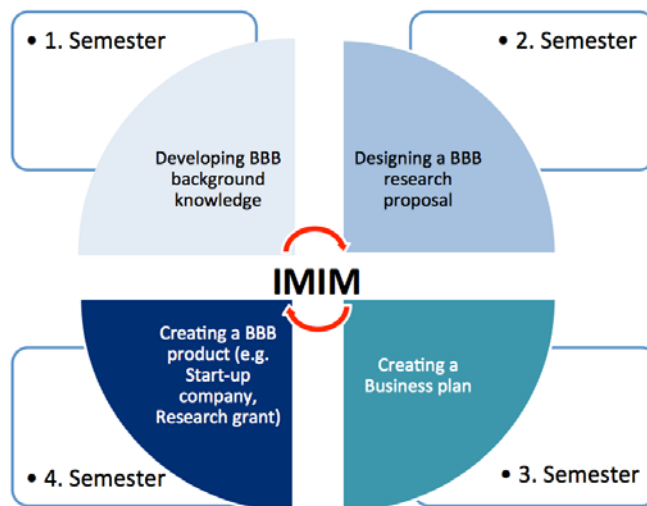 • 1. Semester
• 2. Semester
Developing BBB
background
knowledge
Designing a BBB
research
proposal
IMIM
Creating a BBB
product (e.g.
Start-up
company,
Research grant)
Creating a
Business plan
• 4. Semester
• 3. Semester